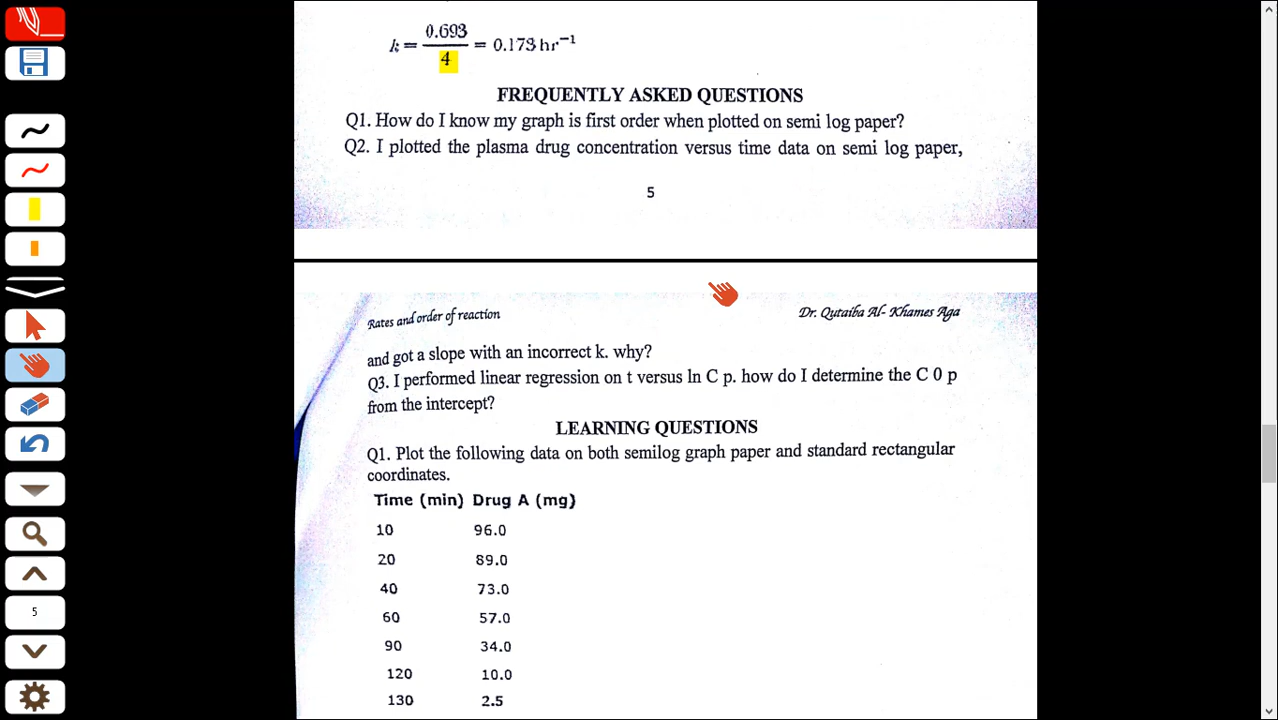 k = 0.693 / 4 = 0.173 hr⁻¹
FREQUENTLY ASKED QUESTIONS
Q1. How do I know my graph is first order when plotted on semi log paper?
Q2. I plotted the plasma drug concentration versus time data on semi log paper,
5
Rates and order of reaction
Dr. Qutaiba Al- Khames Aga
and got a slope with an incorrect k. why?
Q3. I performed linear regression on t versus ln C p. how do I determine the C 0 p
from the intercept?
LEARNING QUESTIONS
Q1. Plot the following data on both semilog graph paper and standard rectangular
coordinates.
Time (min) Drug A (mg)
10 96.0
20 89.0
40 73.0
60 57.0
90 34.0
120 10.0
130 2.5
5